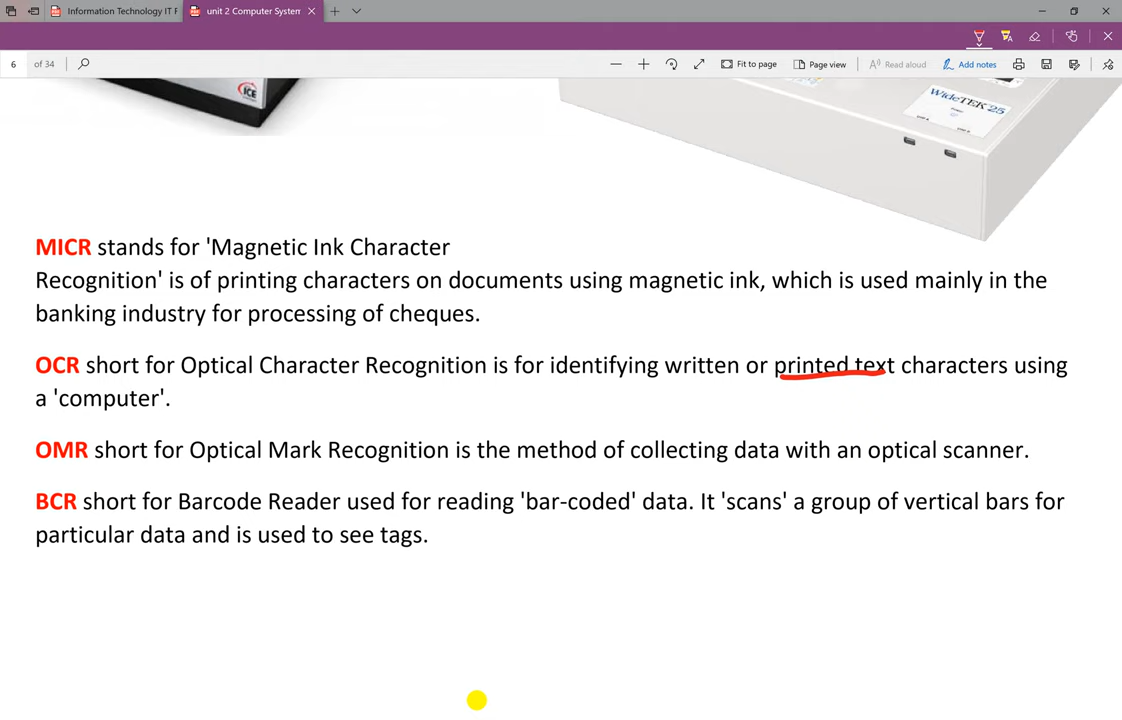 Information Technology IT F
unit 2 Computer System
6 of 34
Fit to page
Page view
Read aloud
Add notes
ICE
WideTEK 25
MICR stands for 'Magnetic Ink Character
Recognition' is of printing characters on documents using magnetic ink, which is used mainly in the
banking industry for processing of cheques.
OCR short for Optical Character Recognition is for identifying written or printed text characters using
a 'computer'.
OMR short for Optical Mark Recognition is the method of collecting data with an optical scanner.
BCR short for Barcode Reader used for reading 'bar-coded' data. It 'scans' a group of vertical bars for
particular data and is used to see tags.